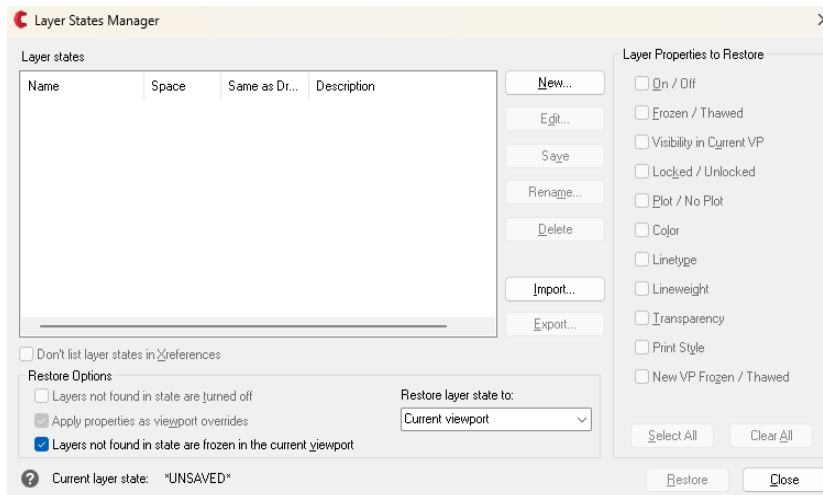 Layer States Manager
Layer states
Name Space Same as Dr... Description
New...
Edit...
Save
Rename...
Delete
Import...
Export...
Don't list layer states in Xreferences
Restore Options
Layers not found in state are turned off
Apply properties as viewport overrides
Layers not found in state are frozen in the current viewport
Restore layer state to:
Current viewport
Layer Properties to Restore
On / Off
Frozen / Thawed
Visibility in Current VP
Locked / Unlocked
Plot / No Plot
Color
Linetype
Lineweight
Transparency
Print Style
New VP Frozen / Thawed
Select All Clear All
? Current layer state: *UNSAVED*
Restore Close